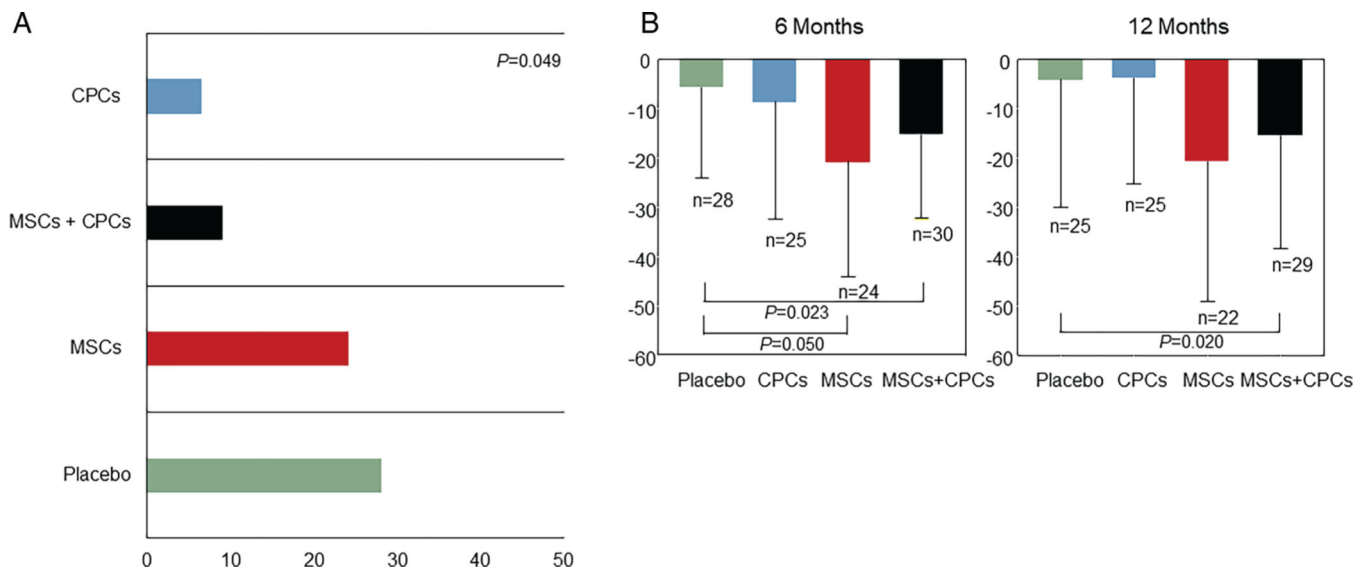 A
P=0.049
CPCs
MSCs + CPCs
MSCs
Placebo
0 10 20 30 40 50
B
6 Months
0
-10
-20
-30
-40
-50
-60
n=28
n=25
n=24
n=30
P=0.023
P=0.050
Placebo CPCs MSCs MSCs+CPCs
12 Months
0
-10
-20
-30
-40
-50
-60
n=25
n=25
n=22
n=29
P=0.020
Placebo CPCs MSCs MSCs+CPCs